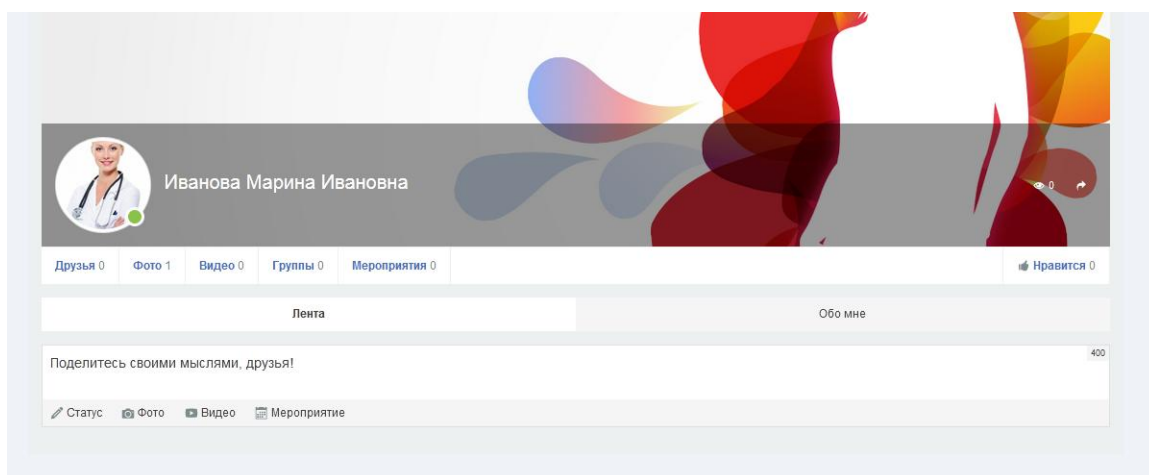 Иванова Марина Ивановна
0
Друзья 0 Фото 1 Видео 0 Группы 0 Мероприятия 0 Нравится 0
Лента Обо мне
Поделитесь своими мыслями, друзья! 400
Статус Фото Видео Мероприятие